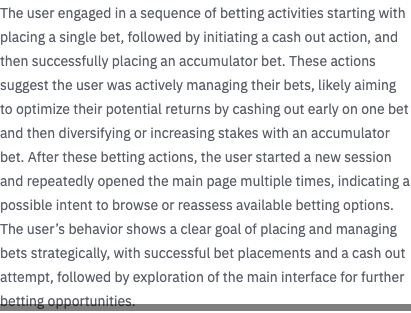 The user engaged in a sequence of betting activities starting with
placing a single bet, followed by initiating a cash out action, and
then successfully placing an accumulator bet. These actions
suggest the user was actively managing their bets, likely aiming
to optimize their potential returns by cashing out early on one bet
and then diversifying or increasing stakes with an accumulator
bet. After these betting actions, the user started a new session
and repeatedly opened the main page multiple times, indicating a
possible intent to browse or reassess available betting options.
The user’s behavior shows a clear goal of placing and managing
bets strategically, with successful bet placements and a cash out
attempt, followed by exploration of the main interface for further
betting opportunities.